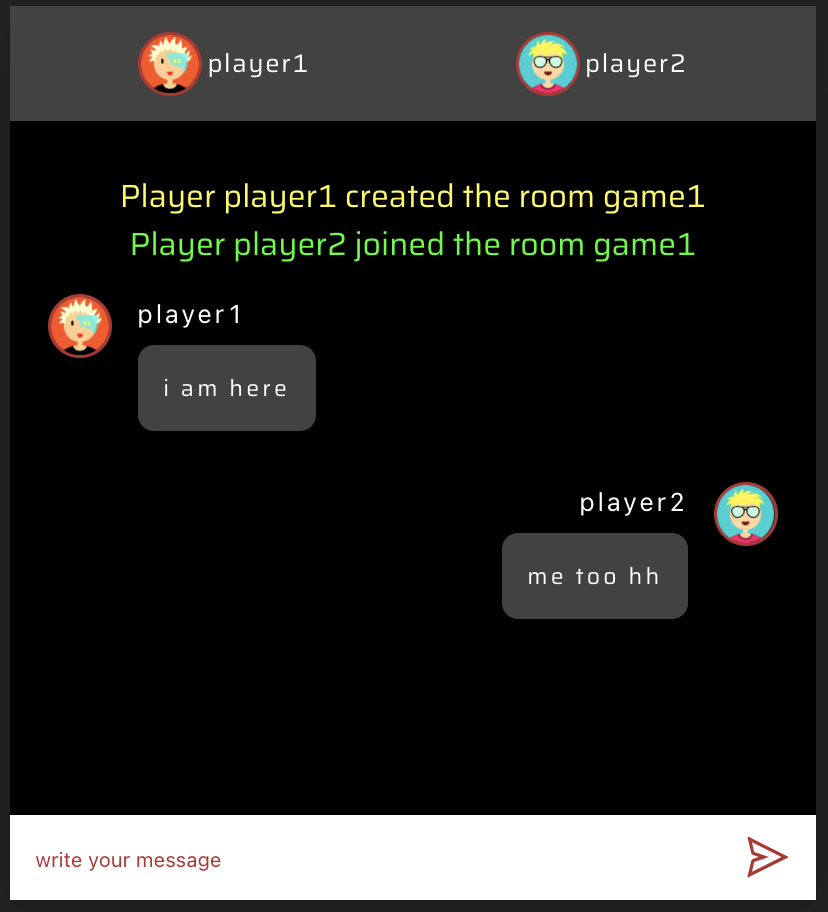 player1 player2
Player player1 created the room game1
Player player2 joined the room game1
player1
i am here
player2
me too hh
write your message